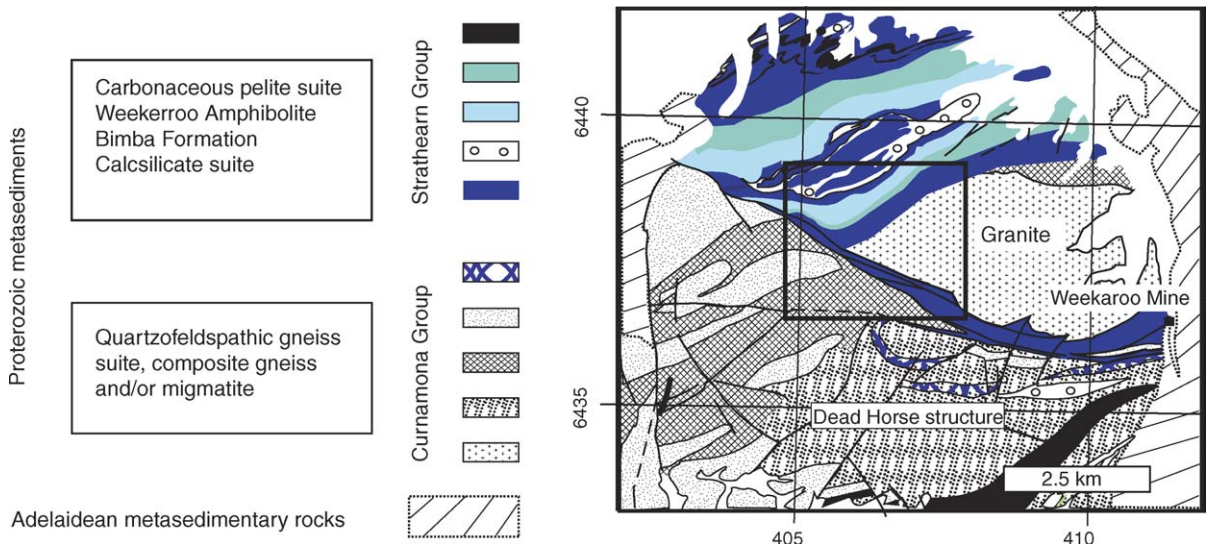 Proterozoic metasediments
Carbonaceous pelite suite
Weekerroo Amphibolite
Bimba Formation
Calcsilicate suite
Strathearn Group
Quartzofeldspathic gneiss
suite, composite gneiss
and/or migmatite
Curnamona Group
Adelaidean metasedimentary rocks
6440
6435
Granite
Weekaroo Mine
Dead Horse structure
2.5 km
405
410